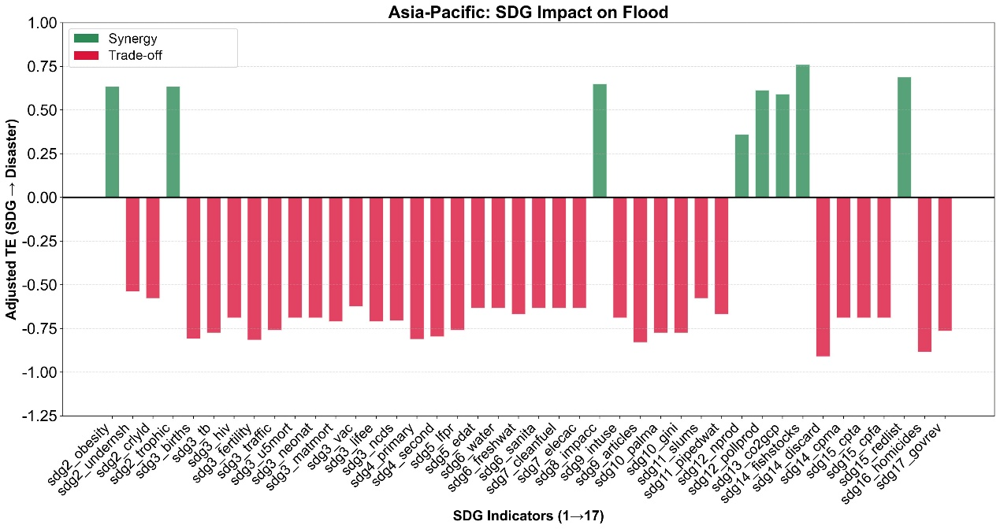 Asia-Pacific: SDG Impact on Flood
Synergy
Trade-off
1.00
0.75
0.50
0.25
0.00
-0.25
-0.50
-0.75
-1.00
-1.25
Adjusted TE (SDG → Disaster)
sdg2_obesity
sdg2_undernsh
sdg2_crlyld
sdg2_trophic
sdg3_births
sdg3_tb
sdg3_hiv
sdg3_fertility
sdg3_traffic
sdg3_u5mort
sdg3_neonat
sdg3_matmort
sdg3_vac
sdg3_lifee
sdg3_ncds
sdg4_primary
sdg4_second
sdg5_lfpr
sdg5_edat
sdg6_water
sdg6_freshwat
sdg6_sanita
sdg7_cleanfuel
sdg7_elecac
sdg8_impacc
sdg9_intuse
sdg9_articles
sdg10_palma
sdg10_gini
sdg11_slums
sdg11_pipedwat
sdg12_nprod
sdg12_pollprod
sdg13_co2gcp
sdg14_fishstocks
sdg14_discard
sdg14_cpma
sdg15_cpta
sdg15_cpfa
sdg15_redlist
sdg16_homicides
sdg17_govrev
SDG Indicators (1→17)